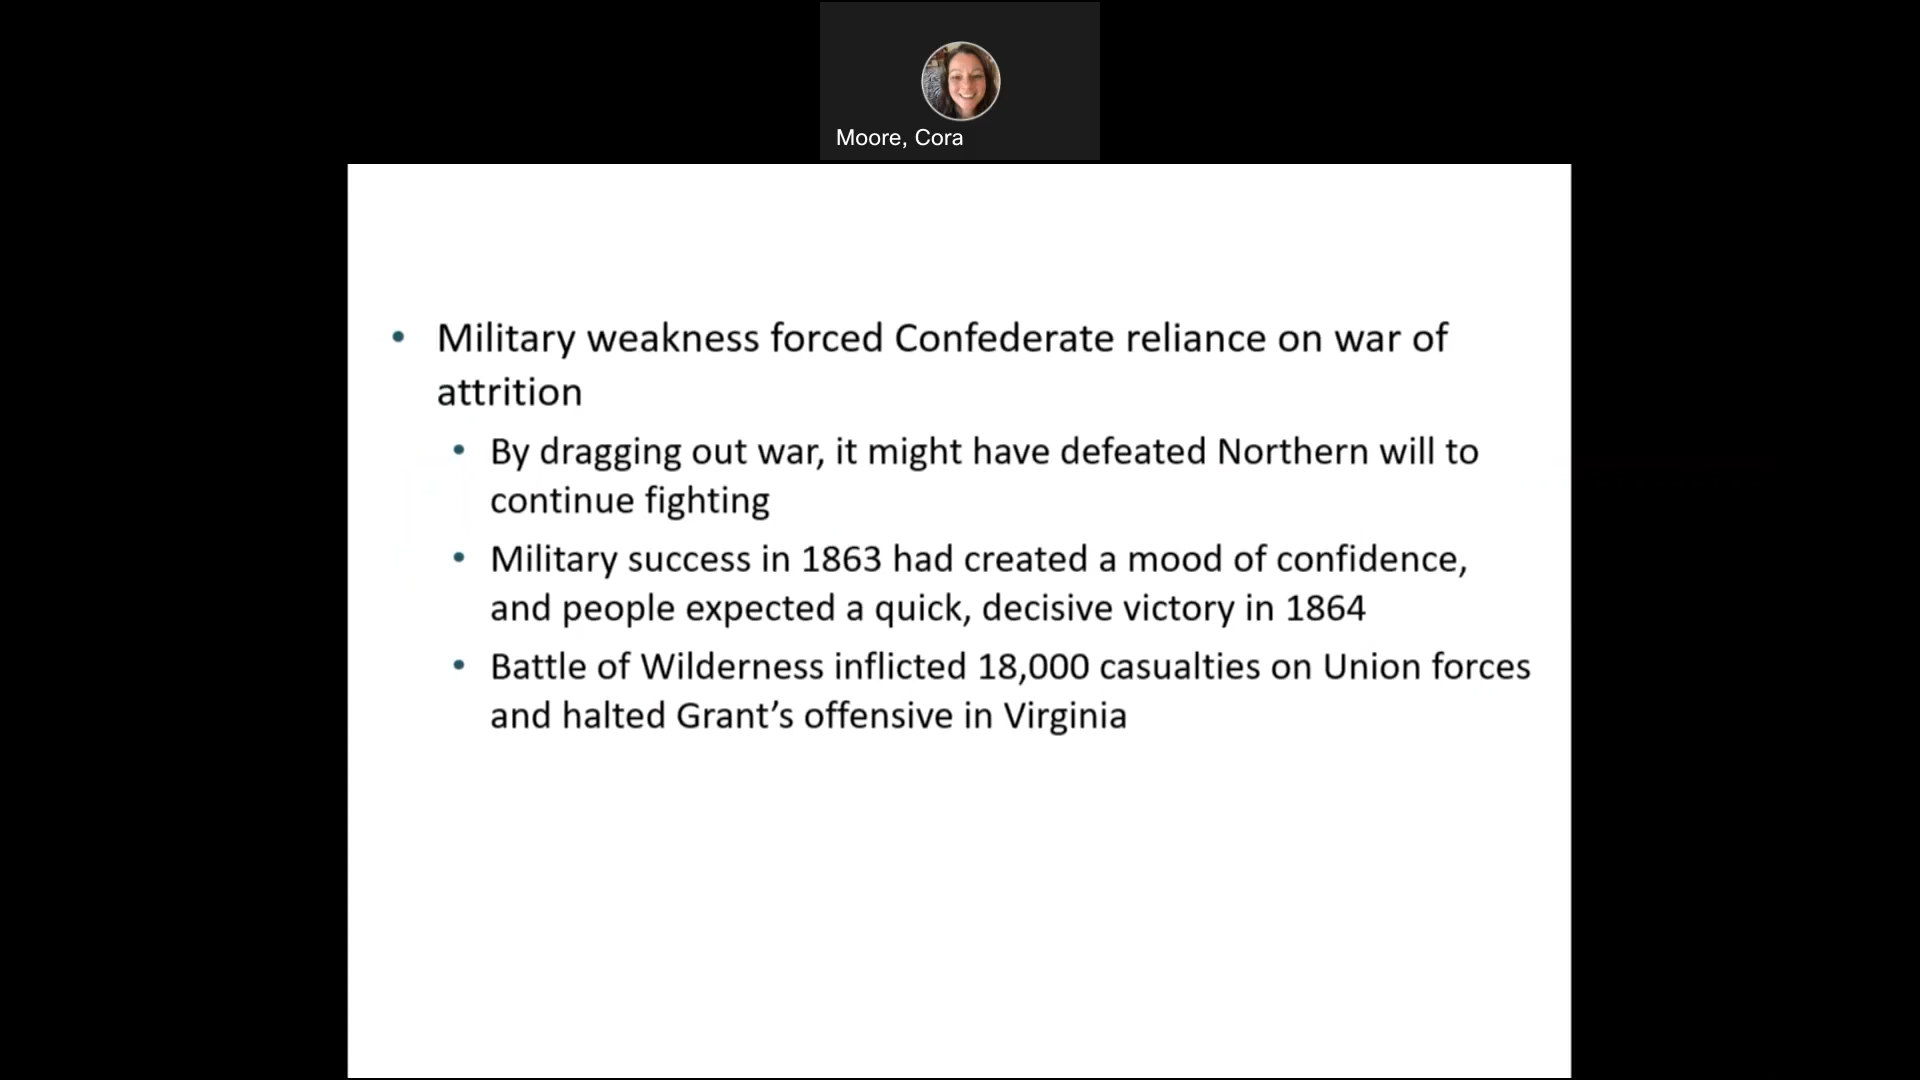 Moore, Cora
• Military weakness forced Confederate reliance on war of
attrition
• By dragging out war, it might have defeated Northern will to
continue fighting
• Military success in 1863 had created a mood of confidence,
and people expected a quick, decisive victory in 1864
• Battle of Wilderness inflicted 18,000 casualties on Union forces
and halted Grant’s offensive in Virginia